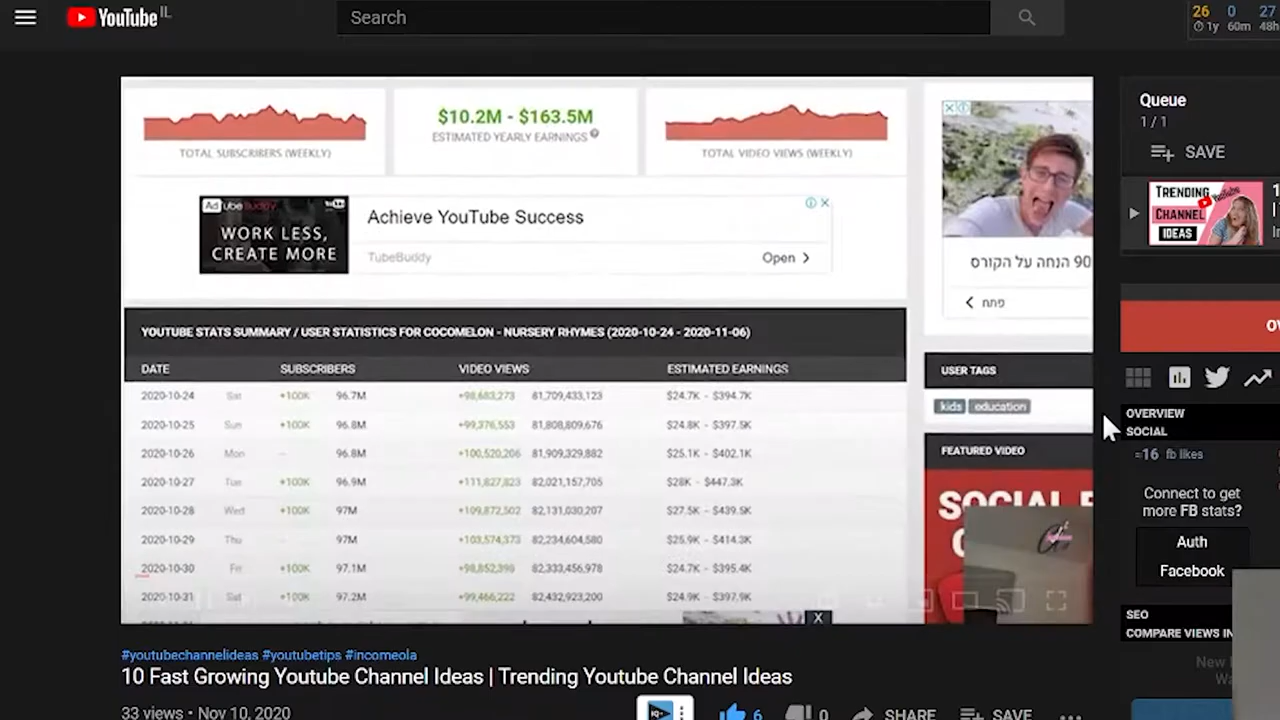 YouTube IL
Search
26 0 27
1y 60m 48h
$10.2M - $163.5M
ESTIMATED YEARLY EARNINGS
TOTAL SUBSCRIBERS (WEEKLY)
TOTAL VIDEO VIEWS (WEEKLY)
Queue
1 / 1
SAVE
TRENDING
CHANNEL
IDEAS
Ad TubeBuddy
WORK LESS,
CREATE MORE
Achieve YouTube Success
TubeBuddy
Open
90 הנחה על הקורס
פתח
YOUTUBE STATS SUMMARY / USER STATISTICS FOR COCOMELON - NURSERY RHYMES (2020-10-24 - 2020-11-06)
DATE SUBSCRIBERS VIDEO VIEWS ESTIMATED EARNINGS
2020-10-24 Sat +100K 96.7M +98,683,273 81,709,433,123 $24.7K - $394.7K
2020-10-25 Sun +100K 96.8M +99,376,553 81,808,809,676 $24.8K - $397.5K
2020-10-26 Mon -- 96.8M +100,520,206 81,909,329,882 $25.1K - $402.1K
2020-10-27 Tue +100K 96.9M +111,827,823 82,021,157,705 $28K - $447.3K
2020-10-28 Wed +100K 97M +109,872,502 82,131,030,207 $27.5K - $439.5K
2020-10-29 Thu -- 97M +103,574,373 82,234,604,580 $25.9K - $414.3K
2020-10-30 Fri +100K 97.1M +98,852,398 82,333,456,978 $24.7K - $395.4K
2020-10-31 Sat +100K 97.2M +99,466,222 82,432,923,200 $24.9K - $397.9K
USER TAGS
kids education
FEATURED VIDEO
SOCIAL
OVERVIEW
SOCIAL
≈16 fb likes
Connect to get
more FB stats?
Auth
Facebook
SEO
COMPARE VIEWS IN
X
#youtubechannelideas #youtubetips #incomeola
10 Fast Growing Youtube Channel Ideas | Trending Youtube Channel Ideas
33 views • Nov 10, 2020
6 0 SHARE SAVE